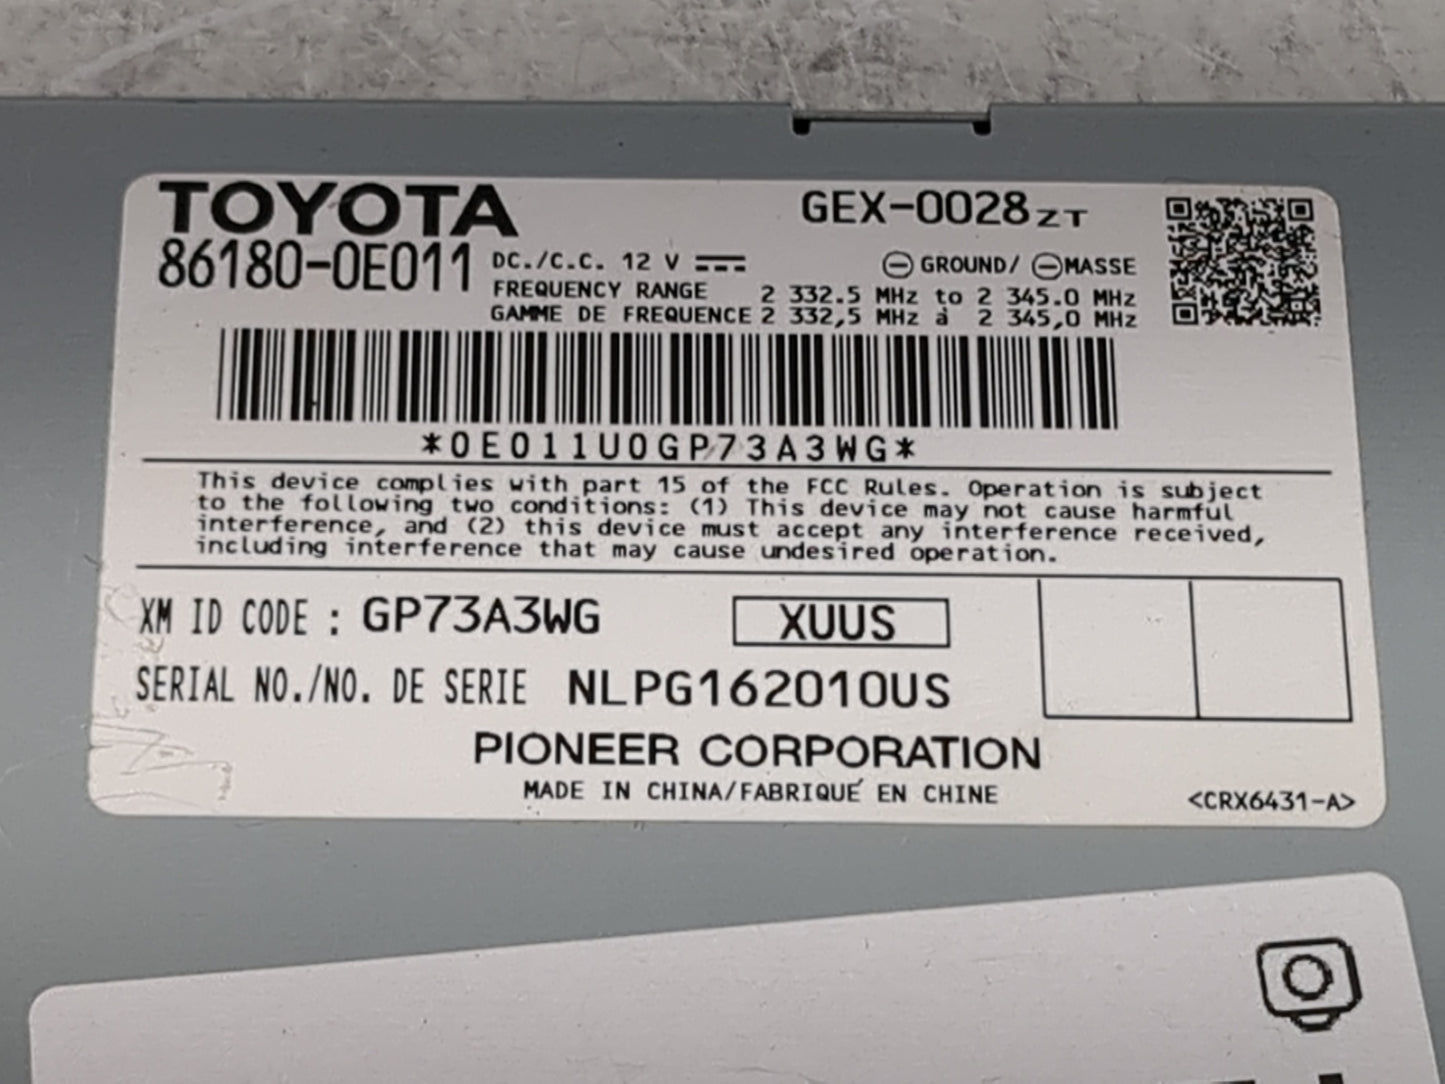 TOYOTA
GEX-0028ZT
86180-0E011
DC./C.C. 12 V
GROUND/ MASSE
FREQUENCY RANGE 2 332.5 MHz to 2 345.0 MHz
GAMME DE FREQUENCE 2 332,5 MHz à 2 345,0 MHz
*0E011U0GP73A3WG*
This device complies with part 15 of the FCC Rules. Operation is subject
to the following two conditions: (1) This device may not cause harmful
interference, and (2) this device must accept any interference received,
including interference that may cause undesired operation.
XM ID CODE : GP73A3WG
XUUS
SERIAL NO./NO. DE SERIE NLPG162010US
PIONEER CORPORATION
MADE IN CHINA/FABRIQUÉ EN CHINE
<CRX6431-A>